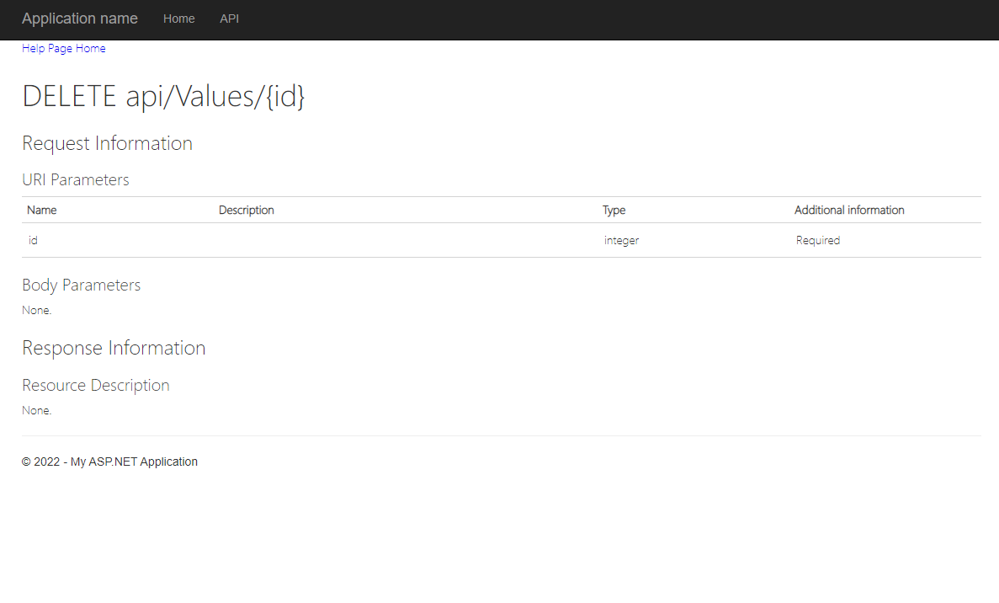 Application name Home API
Help Page Home
DELETE api/Values/{id}
Request Information
URI Parameters
Name Description Type Additional information
id integer Required
Body Parameters
None.
Response Information
Resource Description
None.
© 2022 - My ASP.NET Application